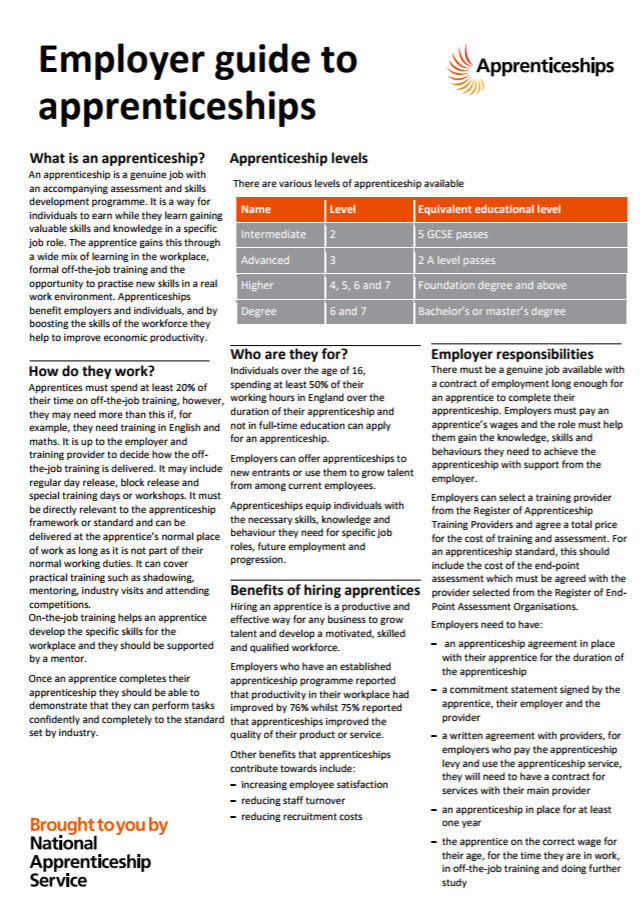 Employer guide to
apprenticeships
Apprenticeships
What is an apprenticeship?
An apprenticeship is a genuine job with
an accompanying assessment and skills
development programme. It is a way for
individuals to earn while they learn gaining
valuable skills and knowledge in a specific
job role. The apprentice gains this through
a wide mix of learning in the workplace,
formal off-the-job training and the
opportunity to practise new skills in a real
work environment. Apprenticeships
benefit employers and individuals, and by
boosting the skills of the workforce they
help to improve economic productivity.
How do they work?
Apprentices must spend at least 20% of
their time on off-the-job training, however,
they may need more than this if, for
example, they need training in English and
maths. It is up to the employer and
training provider to decide how the off-
the-job training is delivered. It may include
regular day release, block release and
special training days or workshops. It must
be directly relevant to the apprenticeship
framework or standard and can be
delivered at the apprentice's normal place
of work as long as it is not part of their
normal working duties. It can cover
practical training such as shadowing,
mentoring, industry visits and attending
competitions.
On-the-job training helps an apprentice
develop the specific skills for the
workplace and they should be supported
by a mentor.
Once an apprentice completes their
apprenticeship they should be able to
demonstrate that they can perform tasks
confidently and completely to the standard
set by industry.
Brought to you by
National
Apprenticeship
Service
Apprenticeship levels
There are various levels of apprenticeship available
Name Level Equivalent educational level
Intermediate 2 5 GCSE passes
Advanced 3 2 A level passes
Higher 4, 5, 6 and 7 Foundation degree and above
Degree 6 and 7 Bachelor's or master's degree
Who are they for?
Individuals over the age of 16,
spending at least 50% of their
working hours in England over the
duration of their apprenticeship and
not in full-time education can apply
for an apprenticeship.
Employers can offer apprenticeships to
new entrants or use them to grow talent
from among current employees.
Apprenticeships equip individuals with
the necessary skills, knowledge and
behaviour they need for specific job
roles, future employment and
progression.
Benefits of hiring apprentices
Hiring an apprentice is a productive and
effective way for any business to grow
talent and develop a motivated, skilled
and qualified workforce.
Employers who have an established
apprenticeship programme reported
that productivity in their workplace had
improved by 76% whilst 75% reported
that apprenticeships improved the
quality of their product or service.
Other benefits that apprenticeships
contribute towards include:
– increasing employee satisfaction
– reducing staff turnover
– reducing recruitment costs
Employer responsibilities
There must be a genuine job available with
a contract of employment long enough for
an apprentice to complete their
apprenticeship. Employers must pay an
apprentice's wages and the role must help
them gain the knowledge, skills and
behaviours they need to achieve the
apprenticeship with support from the
employer.
Employers can select a training provider
from the Register of Apprenticeship
Training Providers and agree a total price
for the cost of training and assessment. For
an apprenticeship standard, this should
include the cost of the end-point
assessment which must be agreed with the
provider selected from the Register of End-
Point Assessment Organisations.
Employers need to have:
– an apprenticeship agreement in place
with their apprentice for the duration of
the apprenticeship
– a commitment statement signed by the
apprentice, their employer and the
provider
– a written agreement with providers, for
employers who pay the apprenticeship
levy and use the apprenticeship service,
they will need to have a contract for
services with their main provider
– an apprenticeship in place for at least
one year
– the apprentice on the correct wage for
their age, for the time they are in work,
in off-the-job training and doing further
study